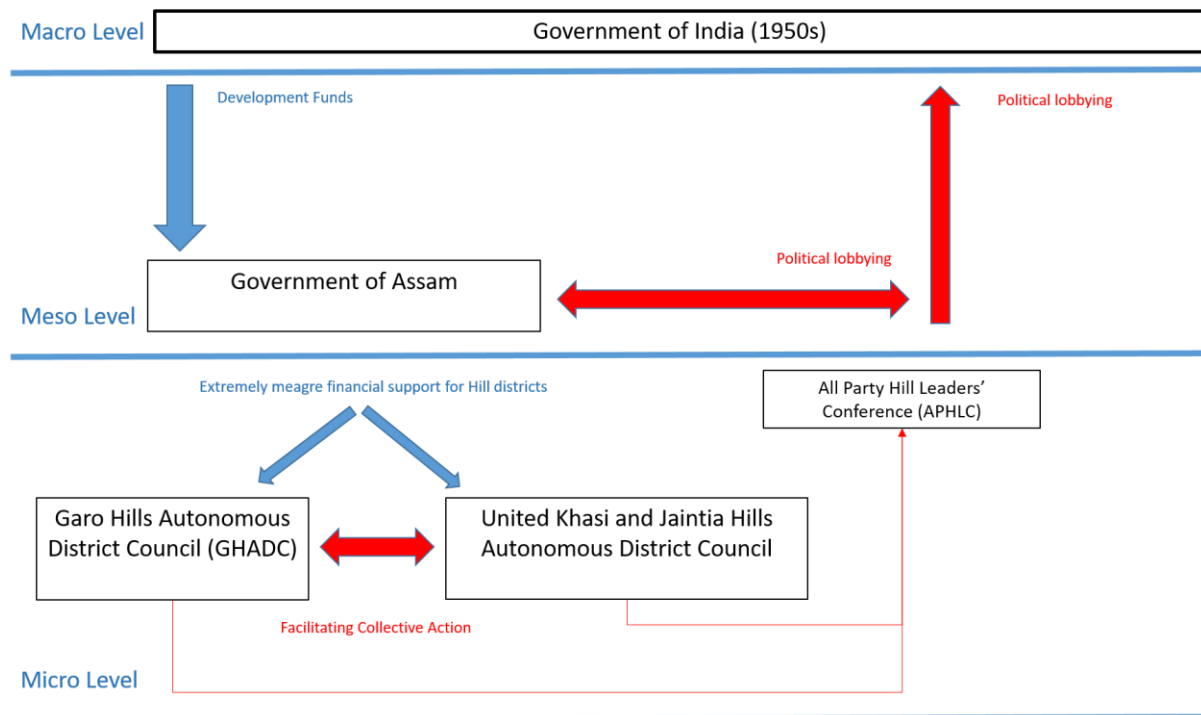 Macro Level
Government of India (1950s)
Development Funds
Political lobbying
Political lobbying
Government of Assam
Meso Level
Extremely meagre financial support for Hill districts
All Party Hill Leaders’
Conference (APHLC)
Garo Hills Autonomous
District Council (GHADC)
United Khasi and Jaintia Hills
Autonomous District Council
Facilitating Collective Action
Micro Level